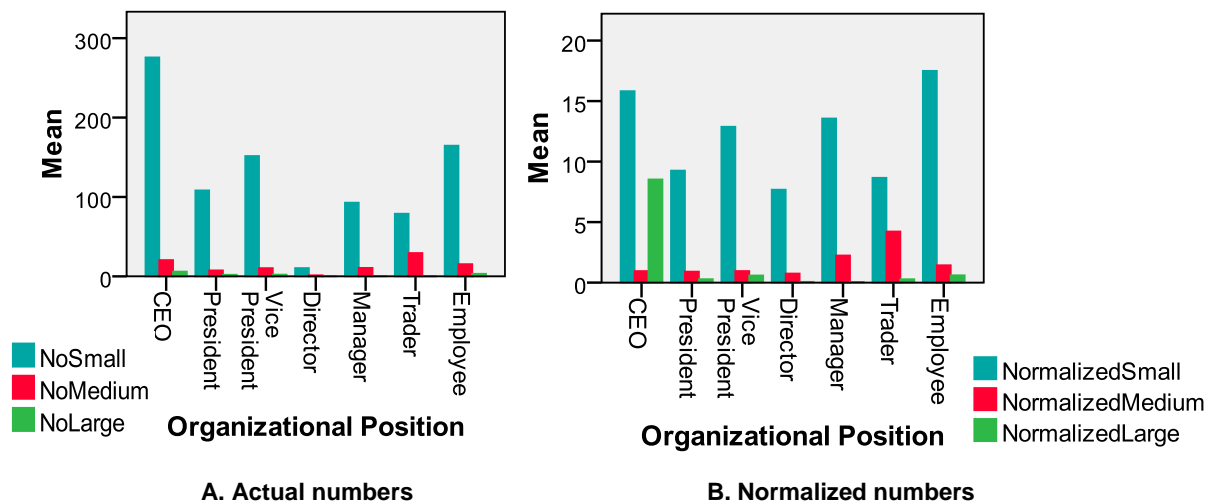 300
200
100
0
Mean
CEO
President
Vice
President
Director
Manager
Trader
Employee
NoSmall
NoMedium
NoLarge
Organizational Position
A. Actual numbers
20
15
10
5
0
Mean
CEO
President
Vice
President
Director
Manager
Trader
Employee
NormalizedSmall
NormalizedMedium
NormalizedLarge
Organizational Position
B. Normalized numbers